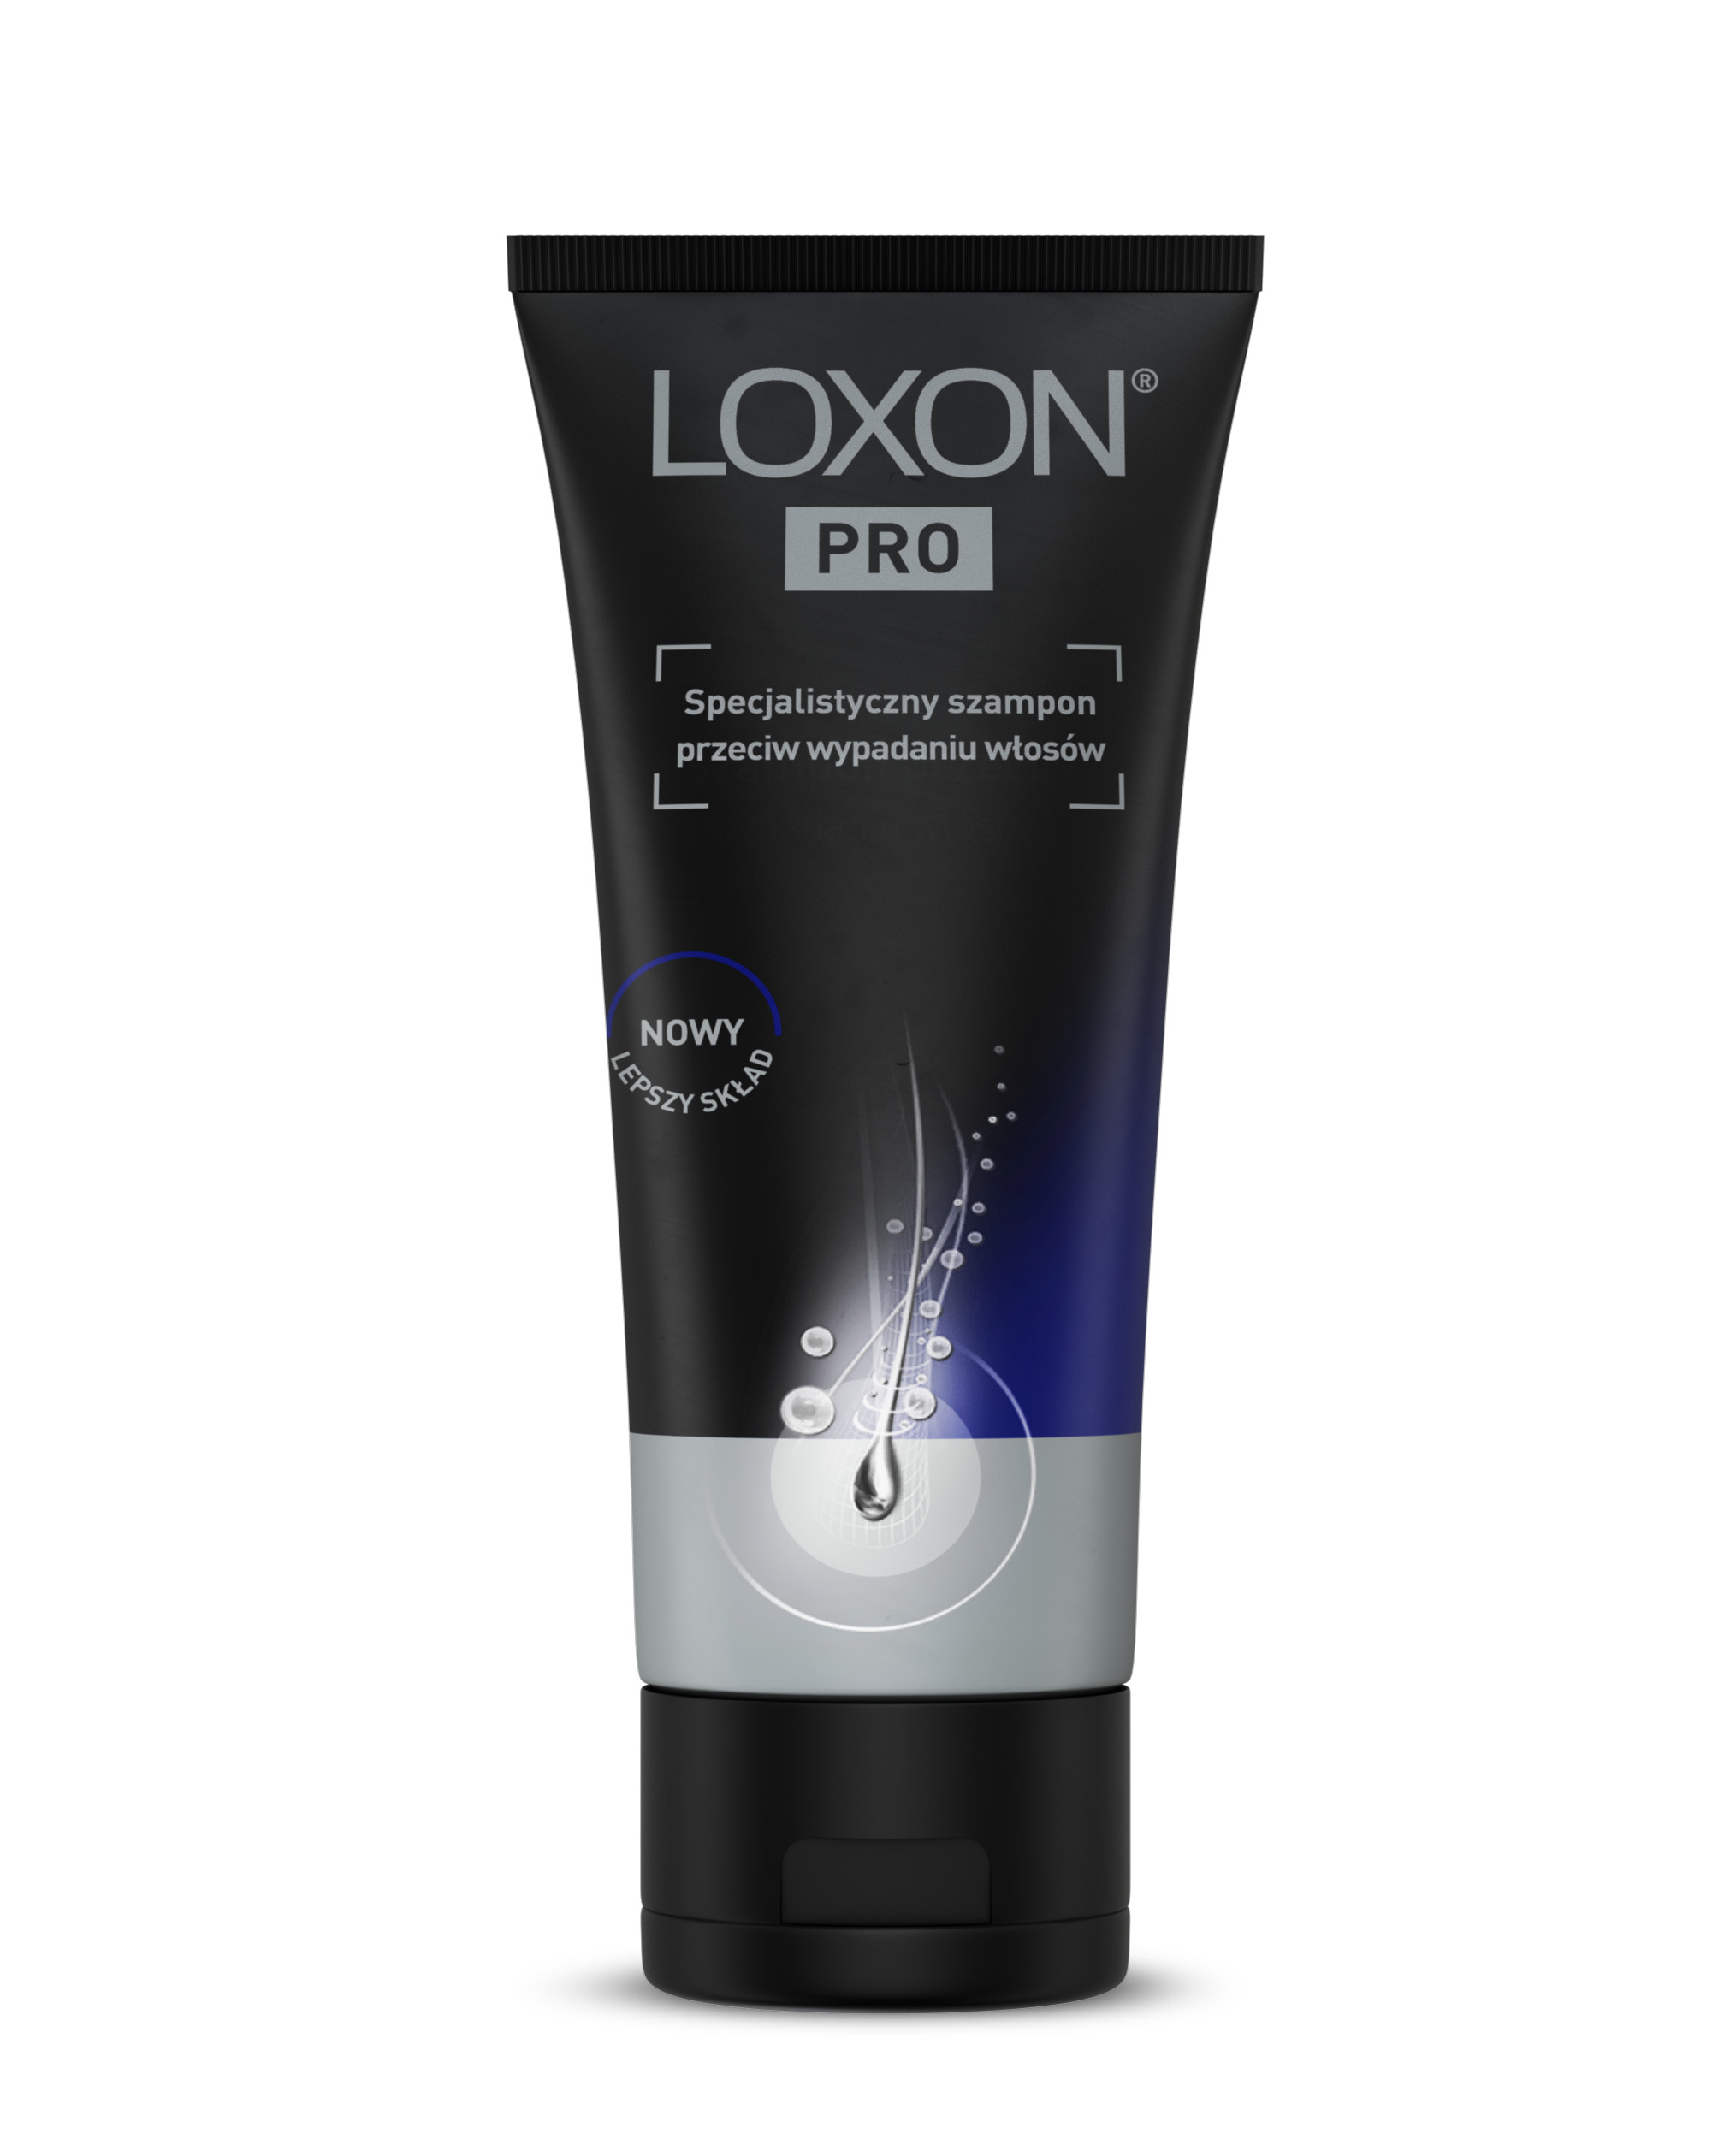 LOXON®
PRO
Specjalistyczny szampon
przeciw wypadaniu włosów
NOWY
LEPSZY SKŁAD